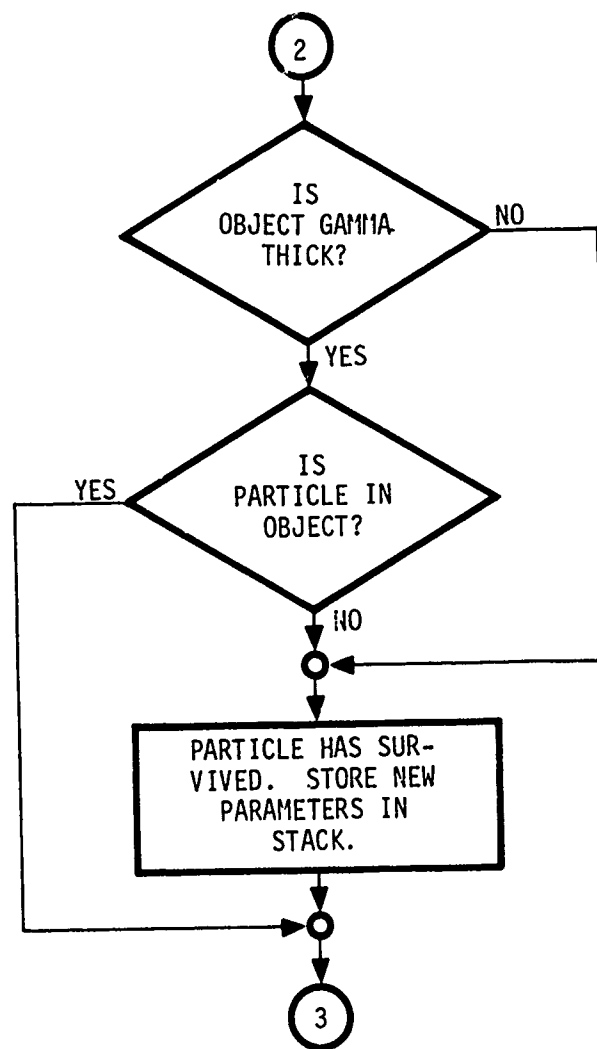 2
IS
OBJECT GAMMA
THICK?
NO
YES
IS
PARTICLE IN
OBJECT?
YES
NO
PARTICLE HAS SUR-
VIVED. STORE NEW
PARAMETERS IN
STACK.
3